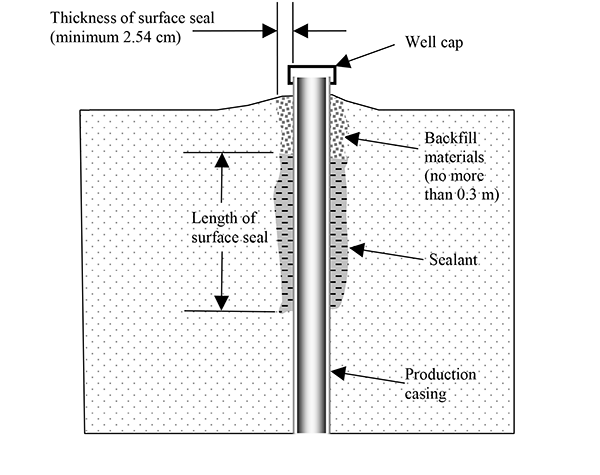 Thickness of surface seal
(minimum 2.54 cm)
Well cap
Backfill
materials
(no more
than 0.3 m)
Length of
surface seal
Sealant
Production
casing